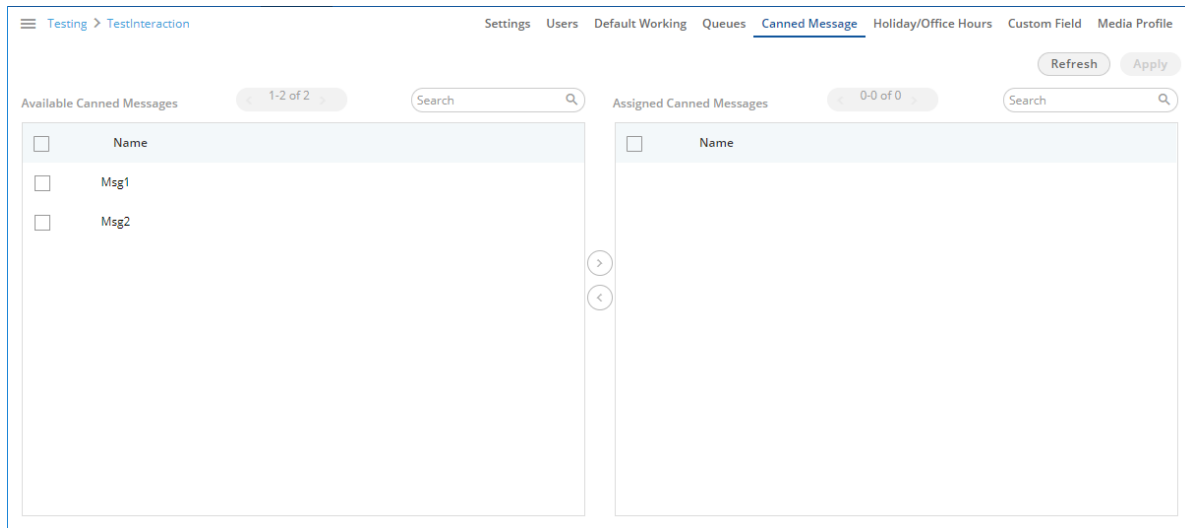 Testing > TestInteraction
Settings Users Default Working Queues Canned Message Holiday/Office Hours Custom Field Media Profile
Refresh Apply
Available Canned Messages < 1-2 of 2 > Search
Name
Msg1
Msg2
> 
<
Assigned Canned Messages < 0-0 of 0 > Search
Name